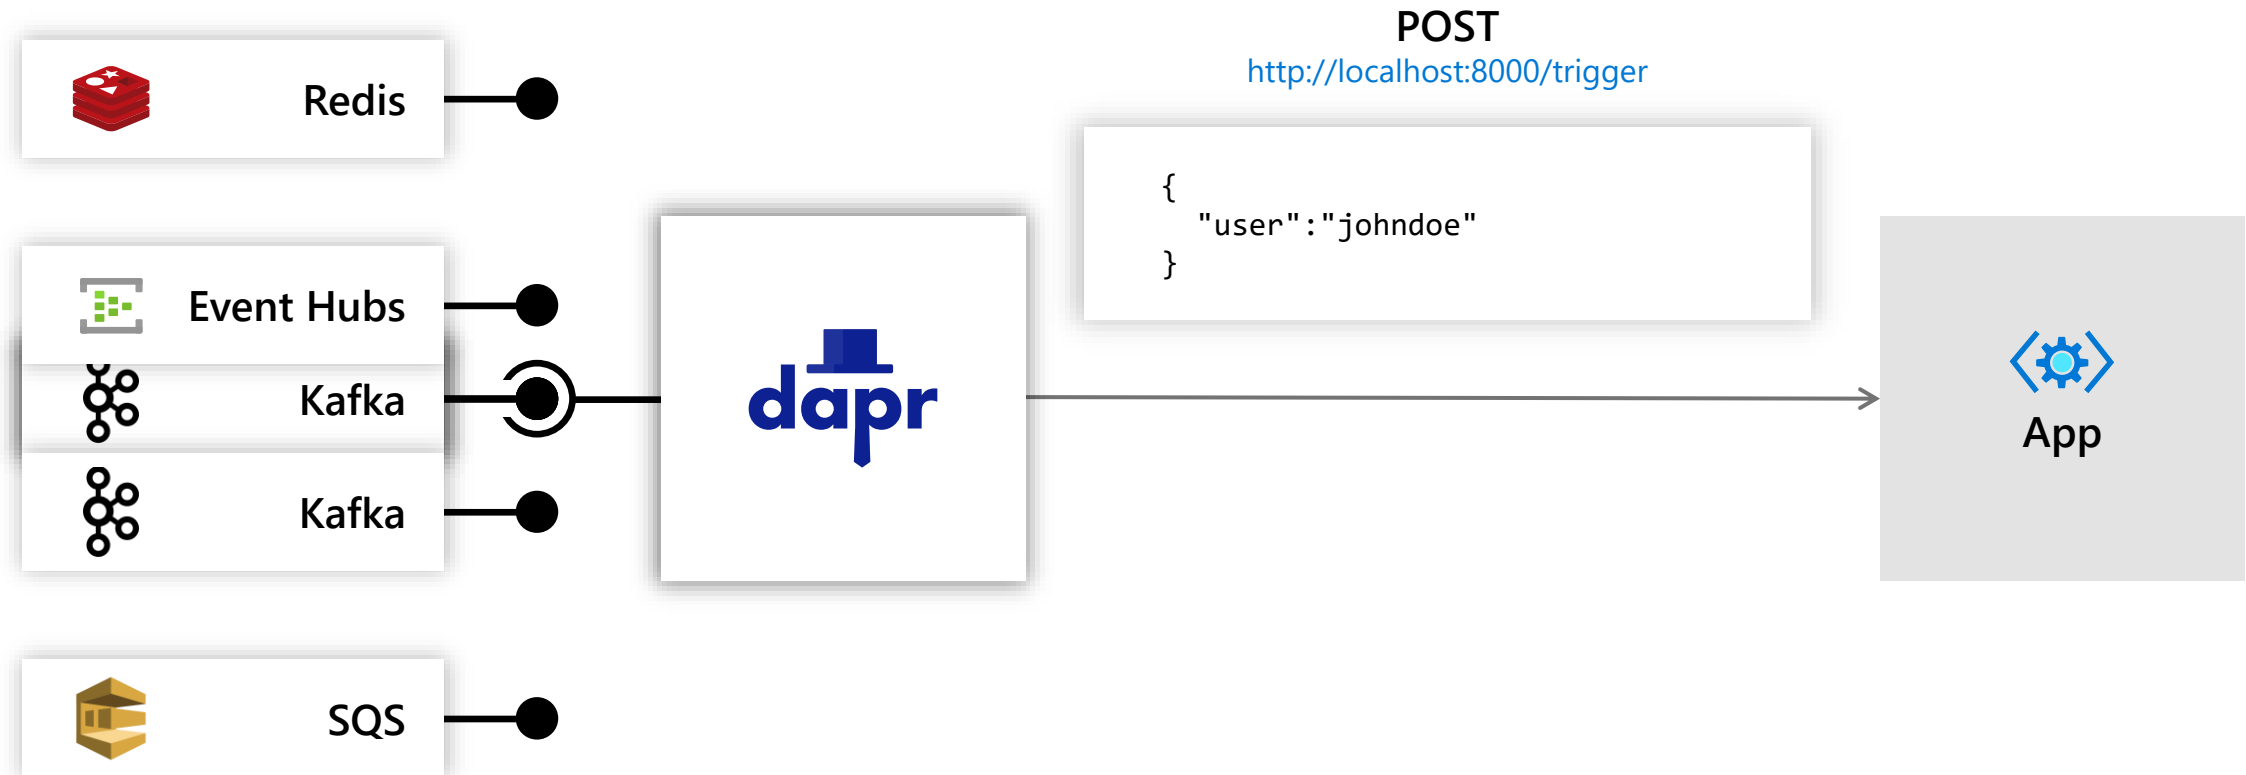 POST
http://localhost:8000/trigger
Redis
{
"user":"johndoe"
}
Event Hubs
Kafka
Kafka
SQS
dapr
App